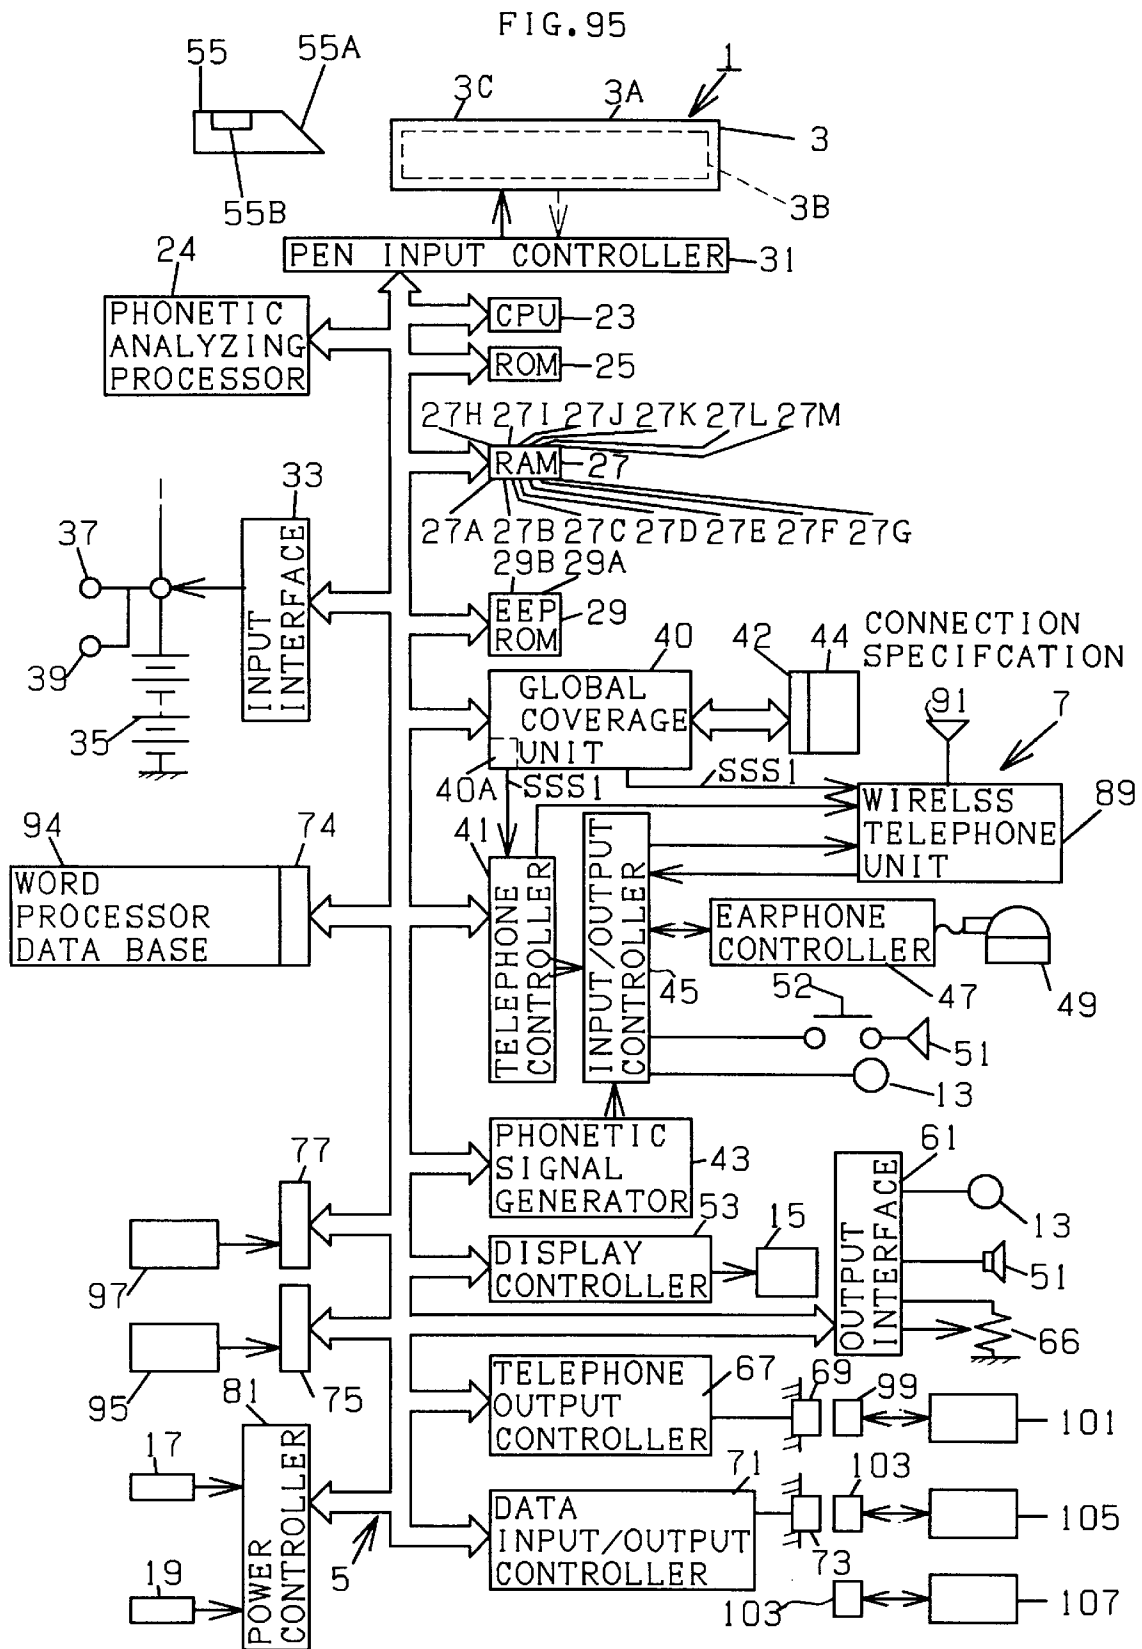 FIG.95
55
55A
55B
1
3C
3A
3
3B
PEN INPUT CONTROLLER
31
24
PHONETIC
ANALYZING
PROCESSOR
CPU
23
ROM
25
27H 27I 27J 27K 27L 27M
RAM
27
27A 27B 27C 27D 27E 27F 27G
33
INPUT
INTERFACE
37
39
35
29B 29A
EEP
ROM
29
40
GLOBAL
COVERAGE
UNIT
40A
SSS1
SSS1
42
44
CONNECTION
SPECIFCATION
91
7
WIRELSS
TELEPHONE
UNIT
89
94
74
WORD
PROCESSOR
DATA BASE
41
TELEPHONE
CONTROLLER
INPUT/OUTPUT
CONTROLLER
45
EARPHONE
CONTROLLER
47
49
52
51
13
PHONETIC
SIGNAL
GENERATOR
43
77
97
53
DISPLAY
CONTROLLER
15
61
OUTPUT
INTERFACE
13
51
66
95
75
TELEPHONE
OUTPUT
CONTROLLER
67
69
99
101
81
POWER
CONTROLLER
17
19
5
DATA
INPUT/OUTPUT
CONTROLLER
71
73
103
105
103
107